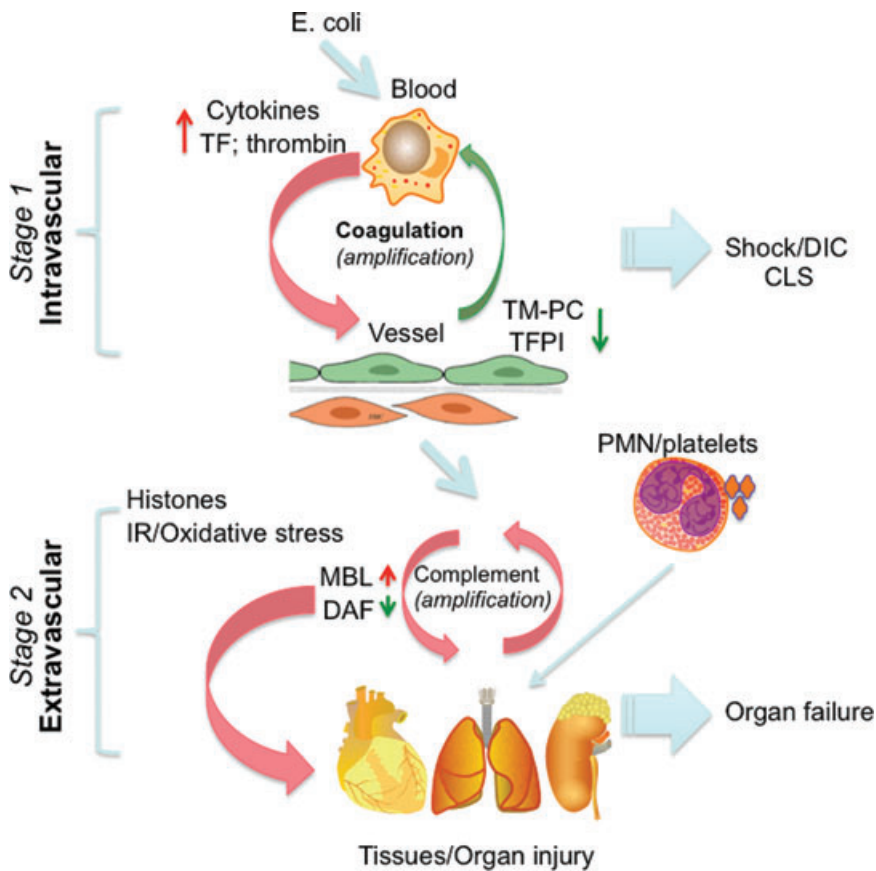 E. coli
Blood
Cytokines
TF; thrombin
Stage 1
Intravascular
Coagulation
(amplification)
Shock/DIC
CLS
TM-PC
TFPI
Vessel
PMN/platelets
Histones
IR/Oxidative stress
Stage 2
Extravascular
MBL
DAF
Complement
(amplification)
Organ failure
Tissues/Organ injury